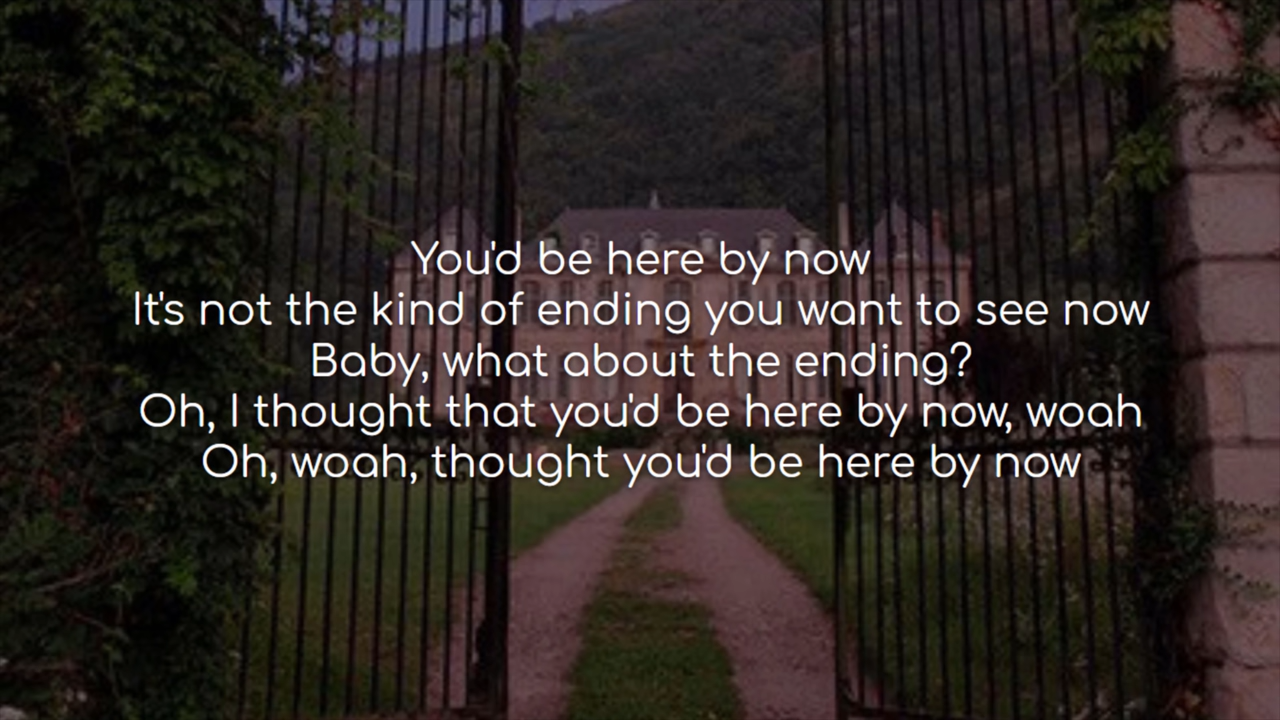 You'd be here by now
It's not the kind of ending you want to see now
Baby, what about the ending?
Oh, I thought that you'd be here by now, woah
Oh, woah, thought you'd be here by now